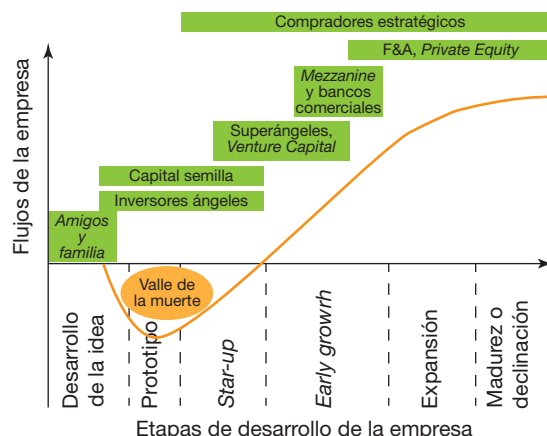 Compradores estratégicos
F&A, Private Equity
Mezzanine
y bancos
comerciales
Superángeles,
Venture Capital
Capital semilla
Inversores ángeles
Amigos
y
familia
Valle de
la muerte
Flujos de la empresa
Desarrollo
de la idea
Prototipo
Star-up
Early growrh
Expansión
Madurez o
declinación
Etapas de desarrollo de la empresa